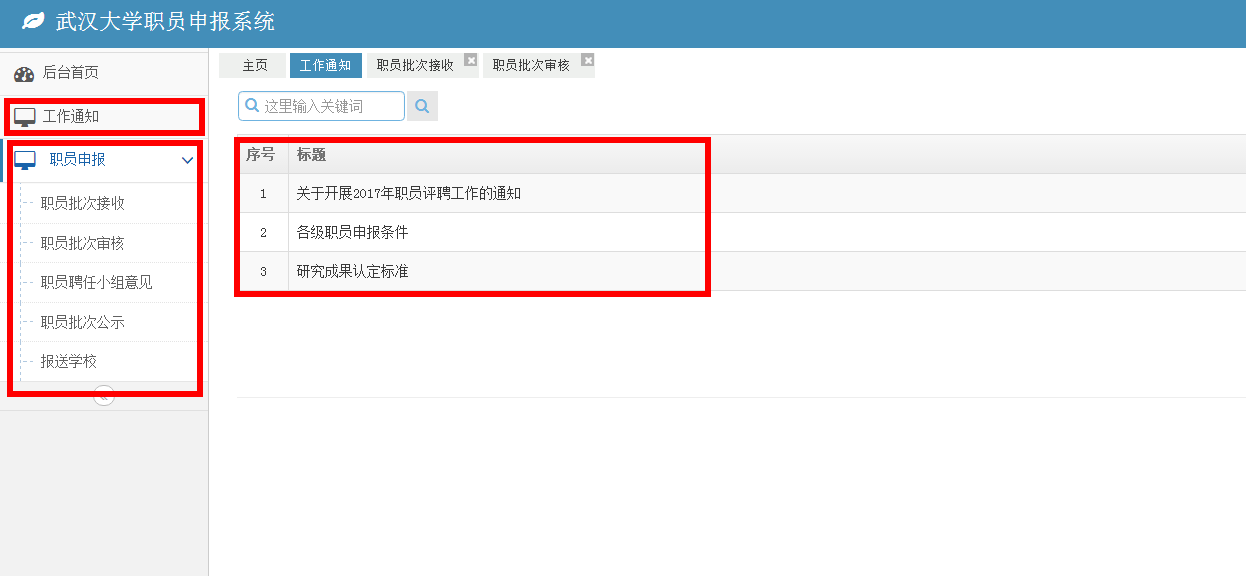 武汉大学职员申报系统
后台首页
工作通知
职员申报
职员批次接收
职员批次审核
职员聘任小组意见
职员批次公示
报送学校
主页 工作通知 职员批次接收 职员批次审核
这里输入关键词
序号 标题
1 关于开展2017年职员评聘工作的通知
2 各级职员申报条件
3 研究成果认定标准